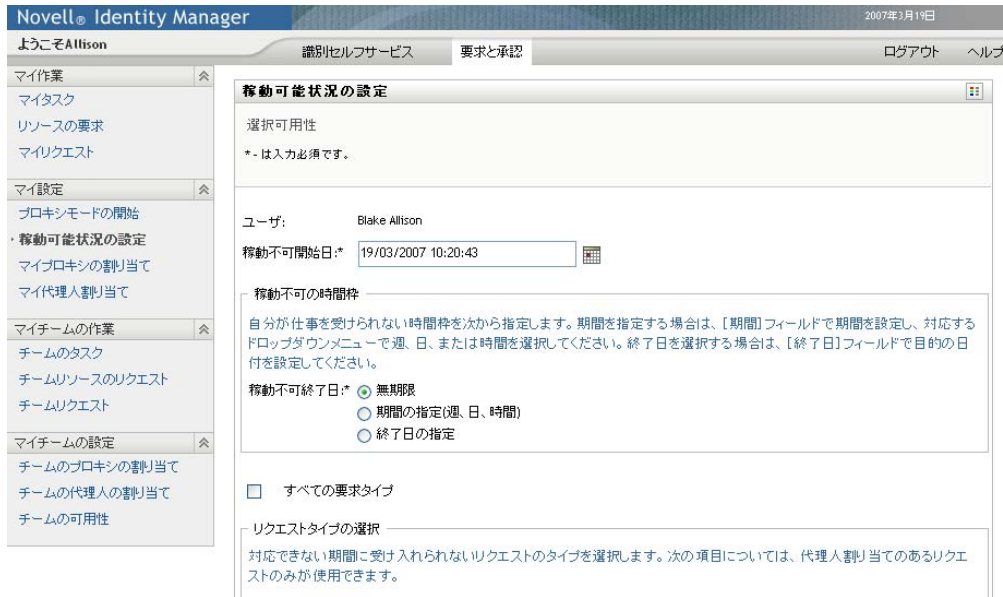 Novell® Identity Manager
2007年3月19日
ようこそAllison
識別セルフサービス
要求と承認
ログアウト
ヘルプ
マイ作業
マイタスク
リソースの要求
マイリクエスト
マイ設定
プロキシモードの開始
・稼動可能状況の設定
マイプロキシの割り当て
マイ代理人割り当て
マイチームの作業
チームのタスク
チームリソースのリクエスト
チームリクエスト
マイチームの設定
チームのプロキシの割り当て
チームの代理人の割り当て
チームの可用性
稼動可能状況の設定
選択可用性
*-は入力必須です。
ユーザ: Blake Allison
稼動不可開始日:* 19/03/2007 10:20:43
稼動不可の時間枠
自分が仕事を受けられない時間枠を次から指定します。期間を指定する場合は、[期間]フィールドで期間を設定し、対応する
ドロップダウンメニューで週、日、または時間を選択してください。終了日を選択する場合は、[終了日]フィールドで目的の日
付を設定してください。
稼動不可終了日:* 無期限
期間の指定(週、日、時間)
終了日の指定
すべての要求タイプ
リクエストタイプの選択
対応できない期間に受け入れられないリクエストのタイプを選択します。次の項目については、代理人割り当てのあるリクエ
ストのみが使用できます。